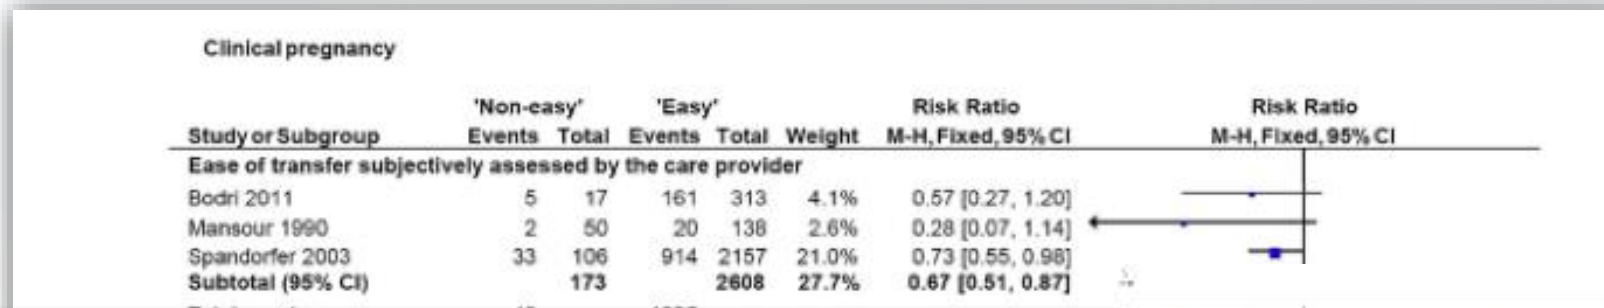 Clinical pregnancy
'Non-easy' 'Easy' Risk Ratio Risk Ratio
Study or Subgroup Events Total Events Total Weight M-H, Fixed, 95% CI M-H, Fixed, 95% CI
Ease of transfer subjectively assessed by the care provider
Bodri 2011 5 17 161 313 4.1% 0.57 [0.27, 1.20]
Mansour 1990 2 50 20 138 2.6% 0.28 [0.07, 1.14]
Spandorfer 2003 33 106 914 2157 21.0% 0.73 [0.55, 0.98]
Subtotal (95% CI) 173 2608 27.7% 0.67 [0.51, 0.87]